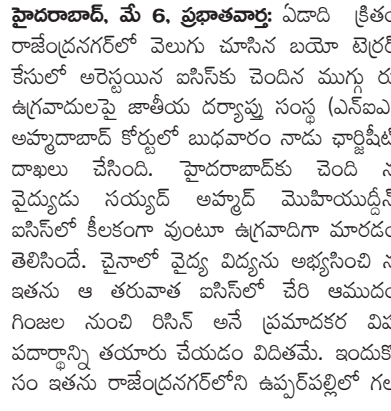 హైదరాబాద్, మే 6, ప్రభాతవార్త: ఏడాది క్రితం
రాజేంద్రనగర్‌లో వెలుగు చూసిన బయో టెర్రర్
కేసులో అరెస్టయిన ఐసిస్‌కు చెందిన ముగ్గు రు
ఉగ్రవాదులపై జాతీయ దర్యాప్తు సంస్థ (ఎన్ఐఎ
అహ్మదాబాద్ కోర్టులో బుధవారం నాడు ఛార్జిషీట్
దాఖలు చేసింది. హైదరాబాద్‌కు చెంది న
వైద్యుడు సయ్యద్ అహ్మద్ మొహియుద్దీన్
ఐసిస్‌లో కీలకంగా వుంటూ ఉగ్రవాదిగా మారడం
తెలిసిందే. చైనాలో వైద్య విద్యను అభ్యసించి న
ఇతను ఆ తరువాత ఐసిస్‌లో చేరి ఆముదం
గింజల నుంచి రిసిన్ అనే ప్రమాదకర విష
పదార్థాన్ని తయారు చేయడం విదితమే. ఇందుకో
సం ఇతను రాజేంద్రనగర్‌లోని ఉప్పర్‌పల్లిలో గల